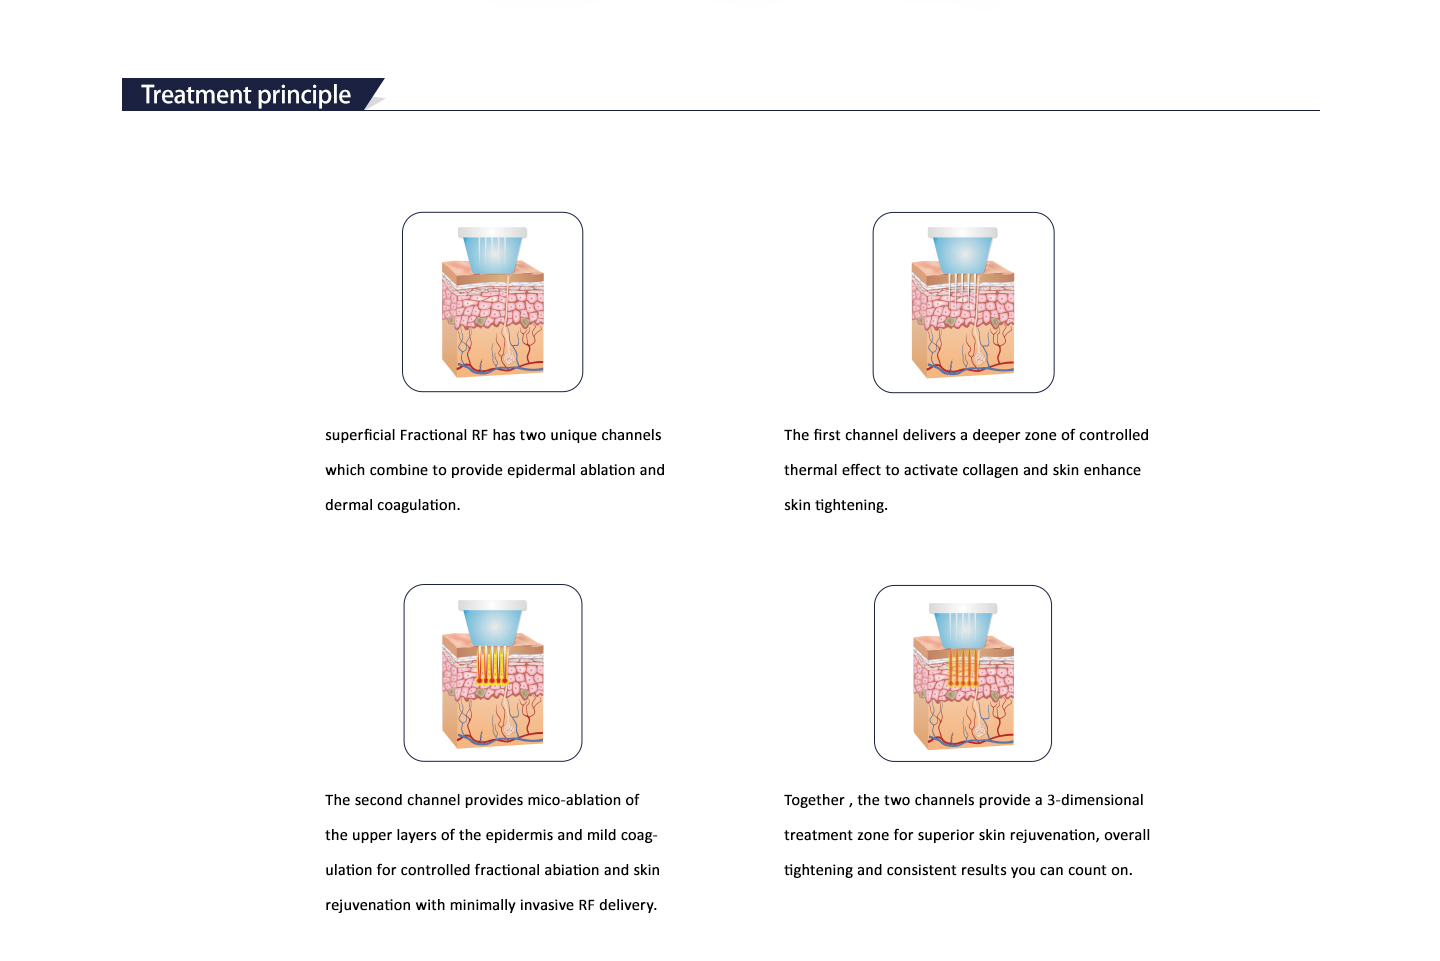 Treatment principle
superficial Fractional RF has two unique channels
which combine to provide epidermal ablation and
dermal coagulation.
The first channel delivers a deeper zone of controlled
thermal effect to activate collagen and skin enhance
skin tightening.
The second channel provides mico-ablation of
the upper layers of the epidermis and mild coag-
ulation for controlled fractional abiation and skin
rejuvenation with minimally invasive RF delivery.
Together , the two channels provide a 3-dimensional
treatment zone for superior skin rejuvenation, overall
tightening and consistent results you can count on.